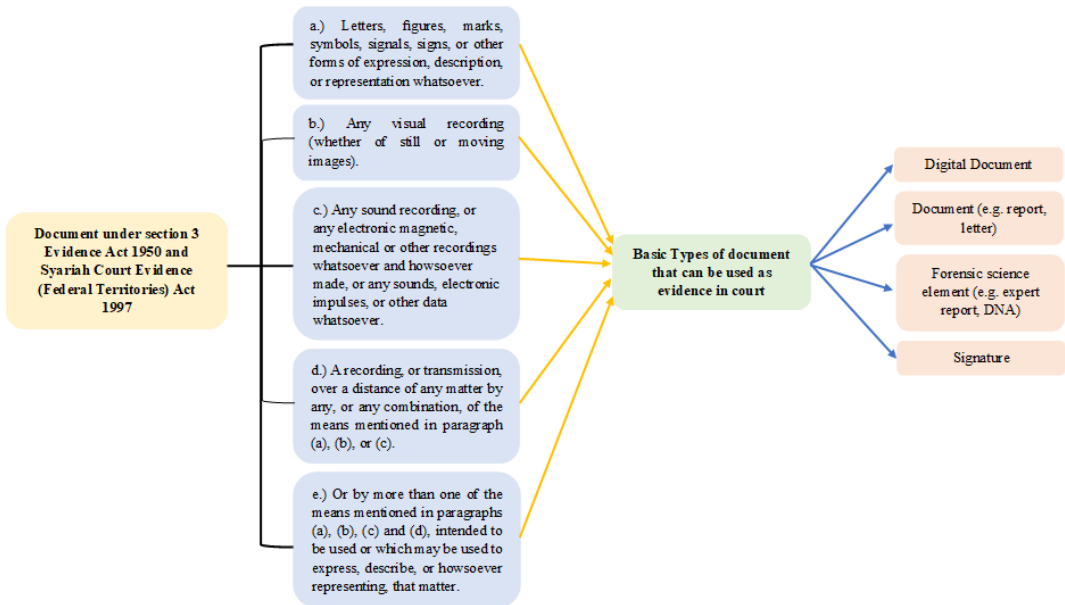 Document under section 3
Evidence Act 1950 and
Syariah Court Evidence
(Federal Territories) Act
1997
a.) Letters, figures, marks,
symbols, signals, signs, or other
forms of expression, description,
or representation whatsoever.
b.) Any visual recording
(whether of still or moving
images).
c.) Any sound recording, or
any electronic magnetic,
mechanical or other recordings
whatsoever and howsoever
made, or any sounds, electronic
impulses, or other data
whatsoever.
d.) A recording, or transmission,
over a distance of any matter by
any, or any combination, of the
means mentioned in paragraph
(a), (b), or (c).
e.) Or by more than one of the
means mentioned in paragraphs
(a), (b), (c) and (d), intended to
be used or which may be used to
express, describe, or howsoever
representing, that matter.
Basic Types of document
that can be used as
evidence in court
Digital Document
Document (e.g. report,
letter)
Forensic science
element (e.g. expert
report, DNA)
Signature